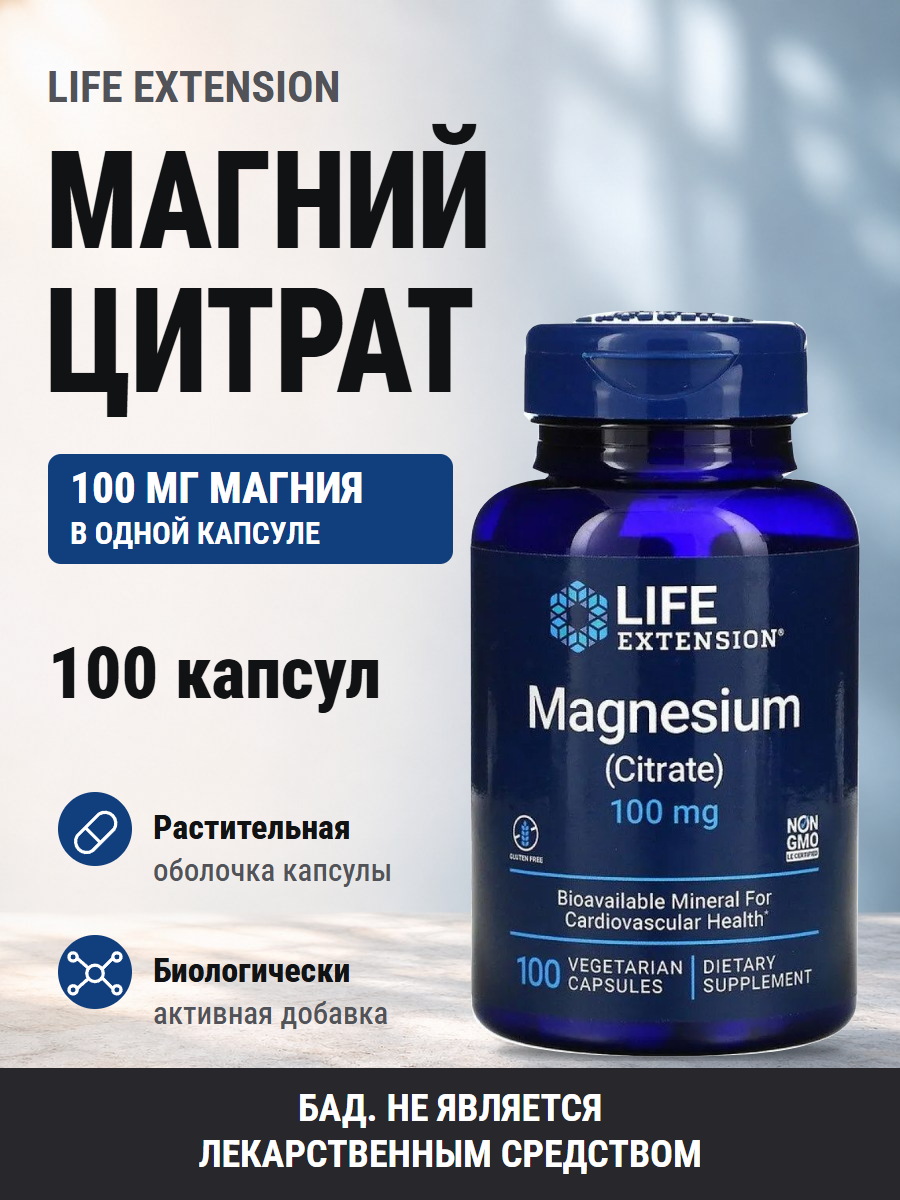 LIFE EXTENSION
МАГНИЙ
ЦИТРАТ
100 МГ МАГНИЯ
В ОДНОЙ КАПСУЛЕ
100 капсул
Растительная
оболочка капсулы
Биологически
активная добавка
LIFE
EXTENSION®
Magnesium
(Citrate)
100 mg
GLUTEN FREE
NON
GMO
LE CERTIFIED
Bioavailable Mineral For
Cardiovascular Health*
100 VEGETARIAN CAPSULES
DIETARY SUPPLEMENT
БАД. НЕ ЯВЛЯЕТСЯ
ЛЕКАРСТВЕННЫМ СРЕДСТВОМ